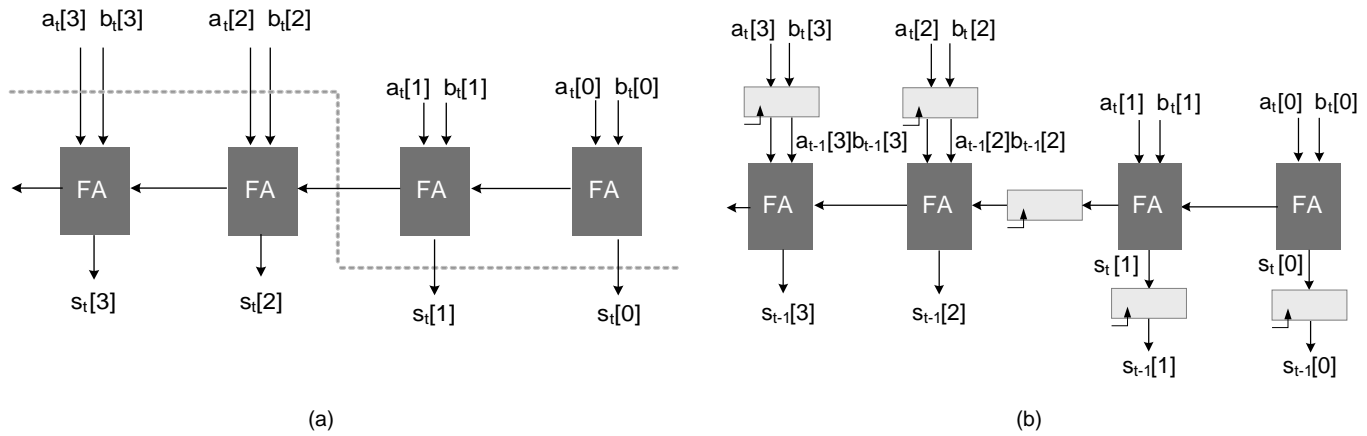 a_t[3] b_t[3] a_t[2] b_t[2]
a_t[1] b_t[1] a_t[0] b_t[0]
FA FA FA FA
s_t[3] s_t[2] s_t[1] s_t[0]
(a)
a_t[3] b_t[3] a_t[2] b_t[2]
a_t[1] b_t[1] a_t[0] b_t[0]
a_{t-1}[3]b_{t-1}[3] a_{t-1}[2]b_{t-1}[2]
FA FA FA FA
s_t[1] s_t[0]
s_{t-1}[3] s_{t-1}[2]
s_{t-1}[1] s_{t-1}[0]
(b)